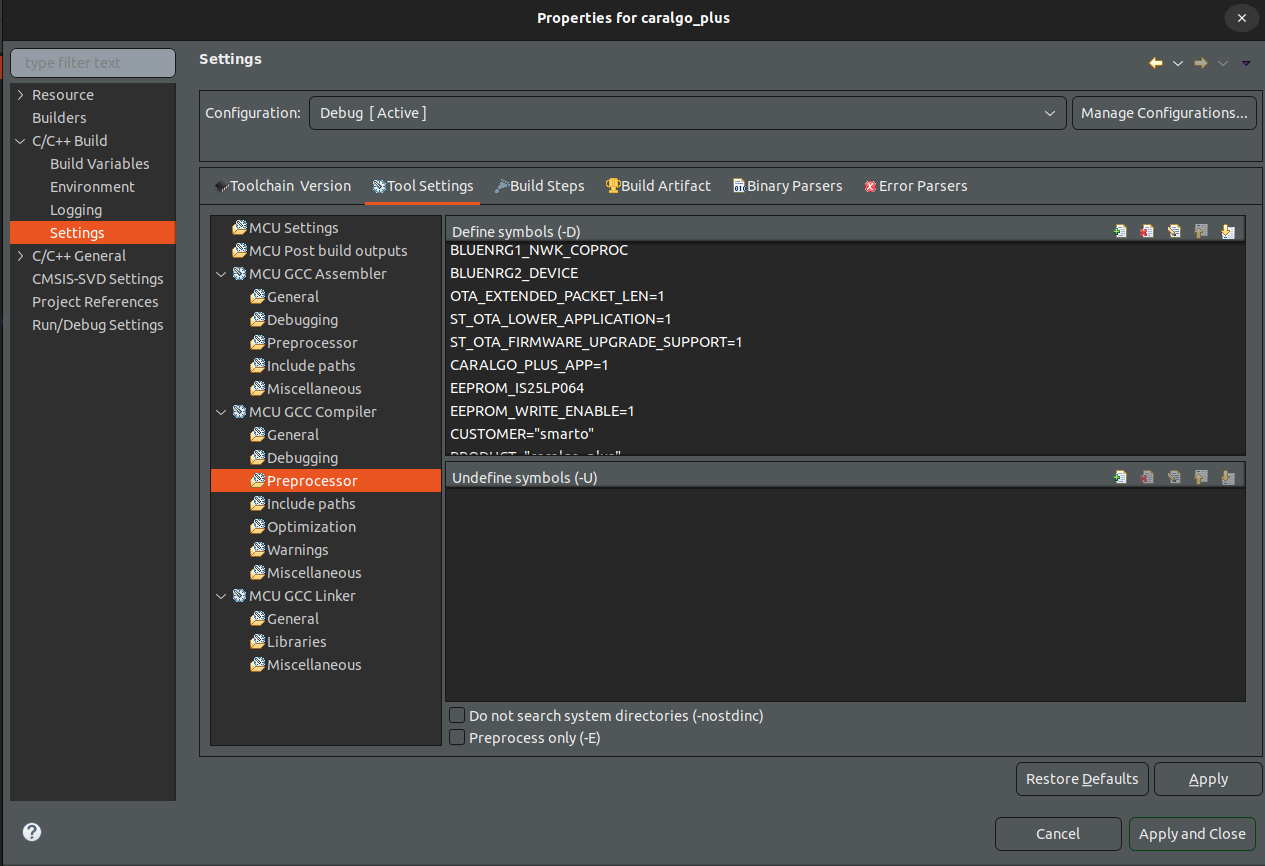 Properties for caralgo_plus
type filter text
Resource
Builders
C/C++ Build
Build Variables
Environment
Logging
Settings
C/C++ General
CMSIS-SVD Settings
Project References
Run/Debug Settings
Settings
Configuration:
Debug [ Active ]
Manage Configurations...
Toolchain Version
Tool Settings
Build Steps
Build Artifact
Binary Parsers
Error Parsers
MCU Settings
MCU Post build outputs
MCU GCC Assembler
General
Debugging
Preprocessor
Include paths
Miscellaneous
MCU GCC Compiler
General
Debugging
Preprocessor
Include paths
Optimization
Warnings
Miscellaneous
MCU GCC Linker
General
Libraries
Miscellaneous
Define symbols (-D)
BLUENRG1_NWK_COPROC
BLUENRG2_DEVICE
OTA_EXTENDED_PACKET_LEN=1
ST_OTA_LOWER_APPLICATION=1
ST_OTA_FIRMWARE_UPGRADE_SUPPORT=1
CARALGO_PLUS_APP=1
EEPROM_IS25LP064
EEPROM_WRITE_ENABLE=1
CUSTOMER="smarto"
PRODUCT="caralgo_plus"
Undefine symbols (-U)
Do not search system directories (-nostdinc)
Preprocess only (-E)
Restore Defaults
Apply
Cancel
Apply and Close